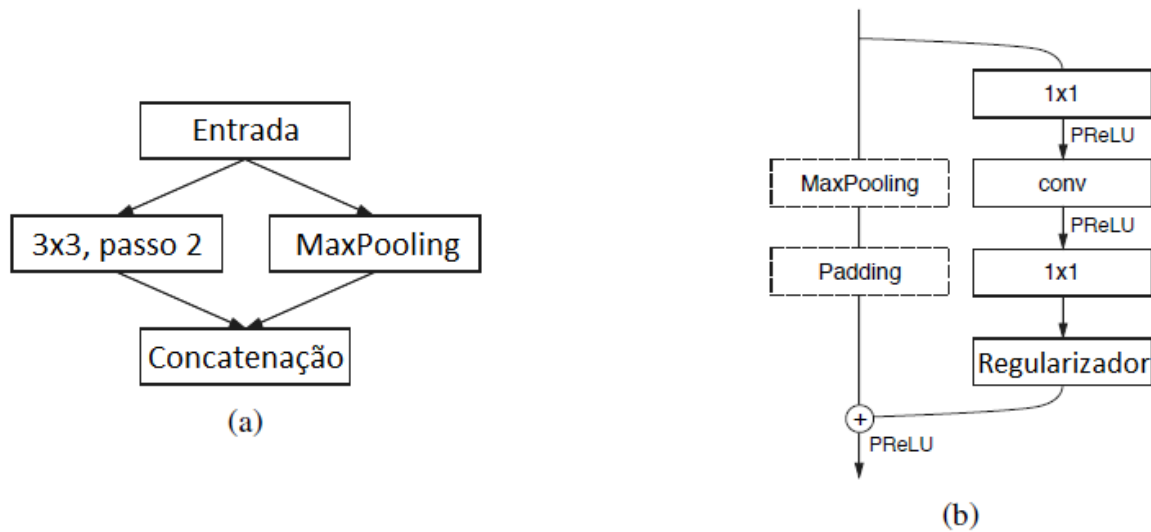 Entrada
3x3, passo 2
MaxPooling
Concatenação
(a)
1x1
PReLU
MaxPooling
conv
PReLU
Padding
1x1
Regularizador
+
PReLU
(b)